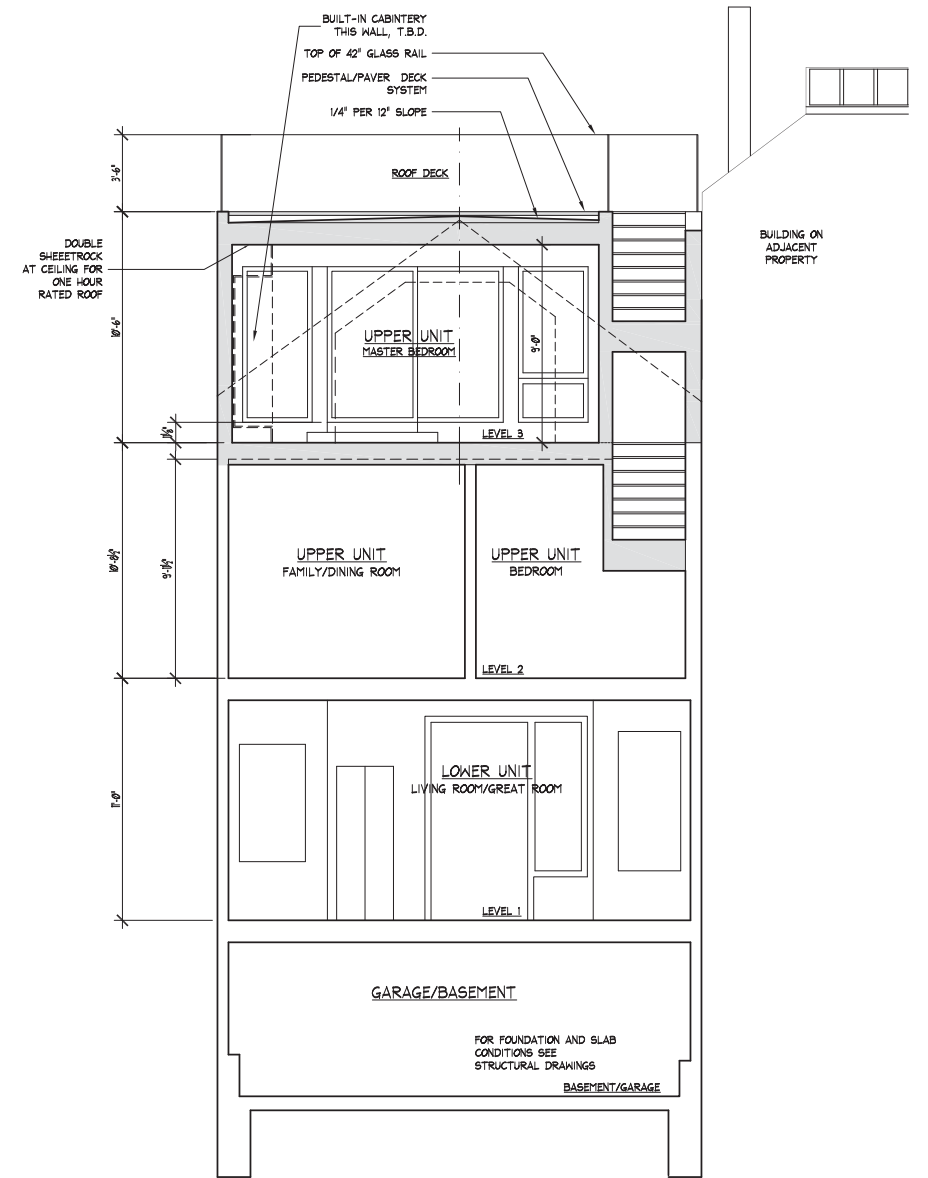 BUILT-IN CABINTERY
THIS WALL, T.B.D.
TOP OF 42" GLASS RAIL
PEDESTAL/PAVER DECK
SYSTEM
1/4" PER 12" SLOPE
3'-6"
ROOF DECK
DOUBLE
SHEEETROCK
AT CEILING FOR
ONE HOUR
RATED ROOF
BUILDING ON
ADJACENT
PROPERTY
10'-6"
UPPER UNIT
MASTER BEDROOM
9'-0"
LEVEL 3
UPPER UNIT
FAMILY/DINING ROOM
UPPER UNIT
BEDROOM
LEVEL 2
11'-0"
LOWER UNIT
LIVING ROOM/GREAT ROOM
LEVEL 1
GARAGE/BASEMENT
FOR FOUNDATION AND SLAB
CONDITIONS SEE
STRUCTURAL DRAWINGS
BASEMENT/GARAGE